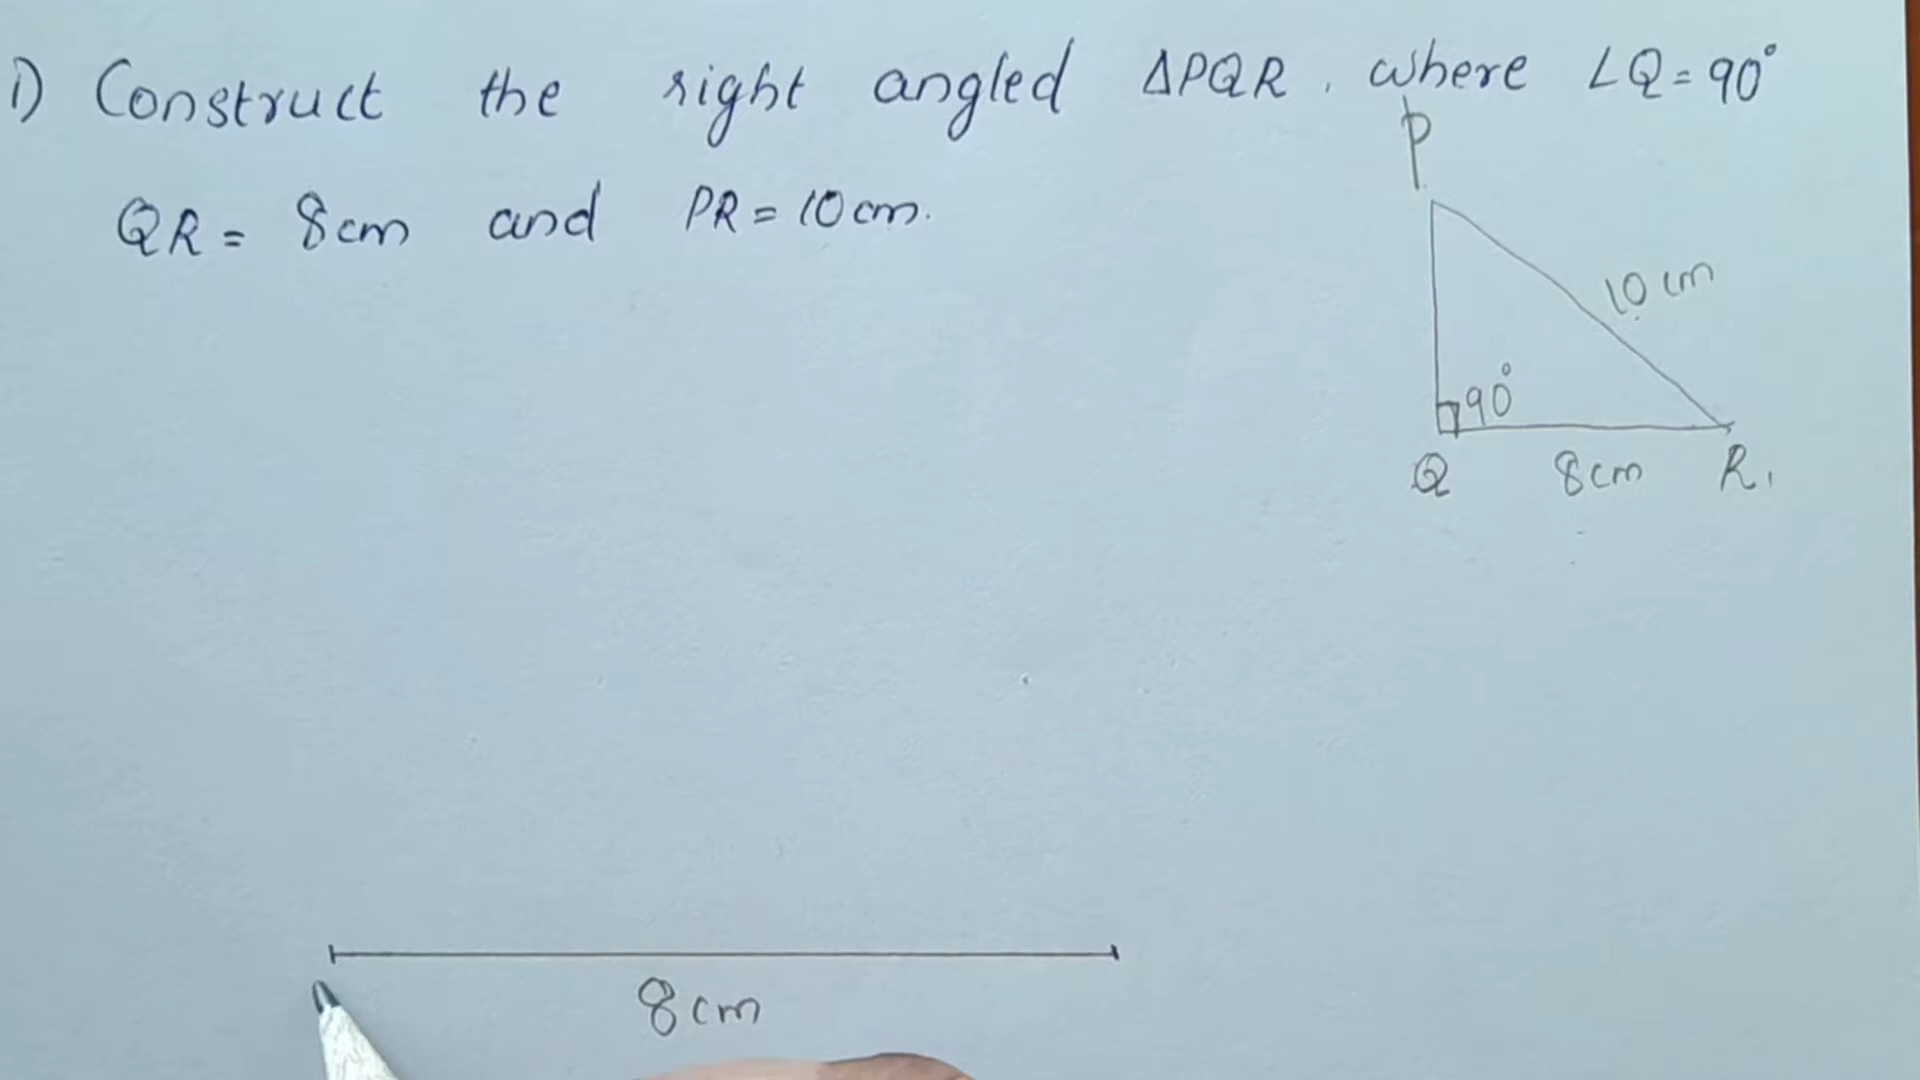 1) Construct the right angled ΔPQR, where ∠Q = 90°
QR = 8cm and PR = 10cm.
P
10 cm
90°
Q 8cm R
8cm